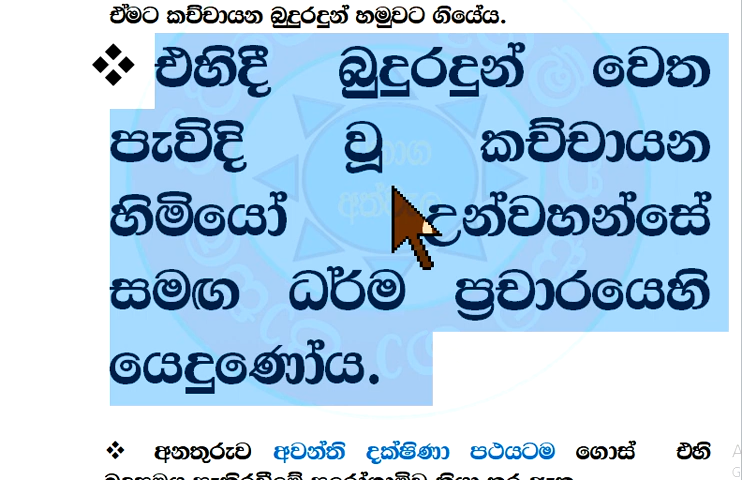 ඒමට කච්චායන බුදුරදුන් හමුවට ගියේය.
❖ එහිදී බුදුරදුන් වෙත
පැවිදි වූ කච්චායන
හිමියෝ උන්වහන්සේ
සමඟ ධර්ම ප්‍රචාරයෙහි
යෙදුණෝය.
❖ අනතුරුව අවන්ති දක්ෂිණා පථයටම ගොස් එහි